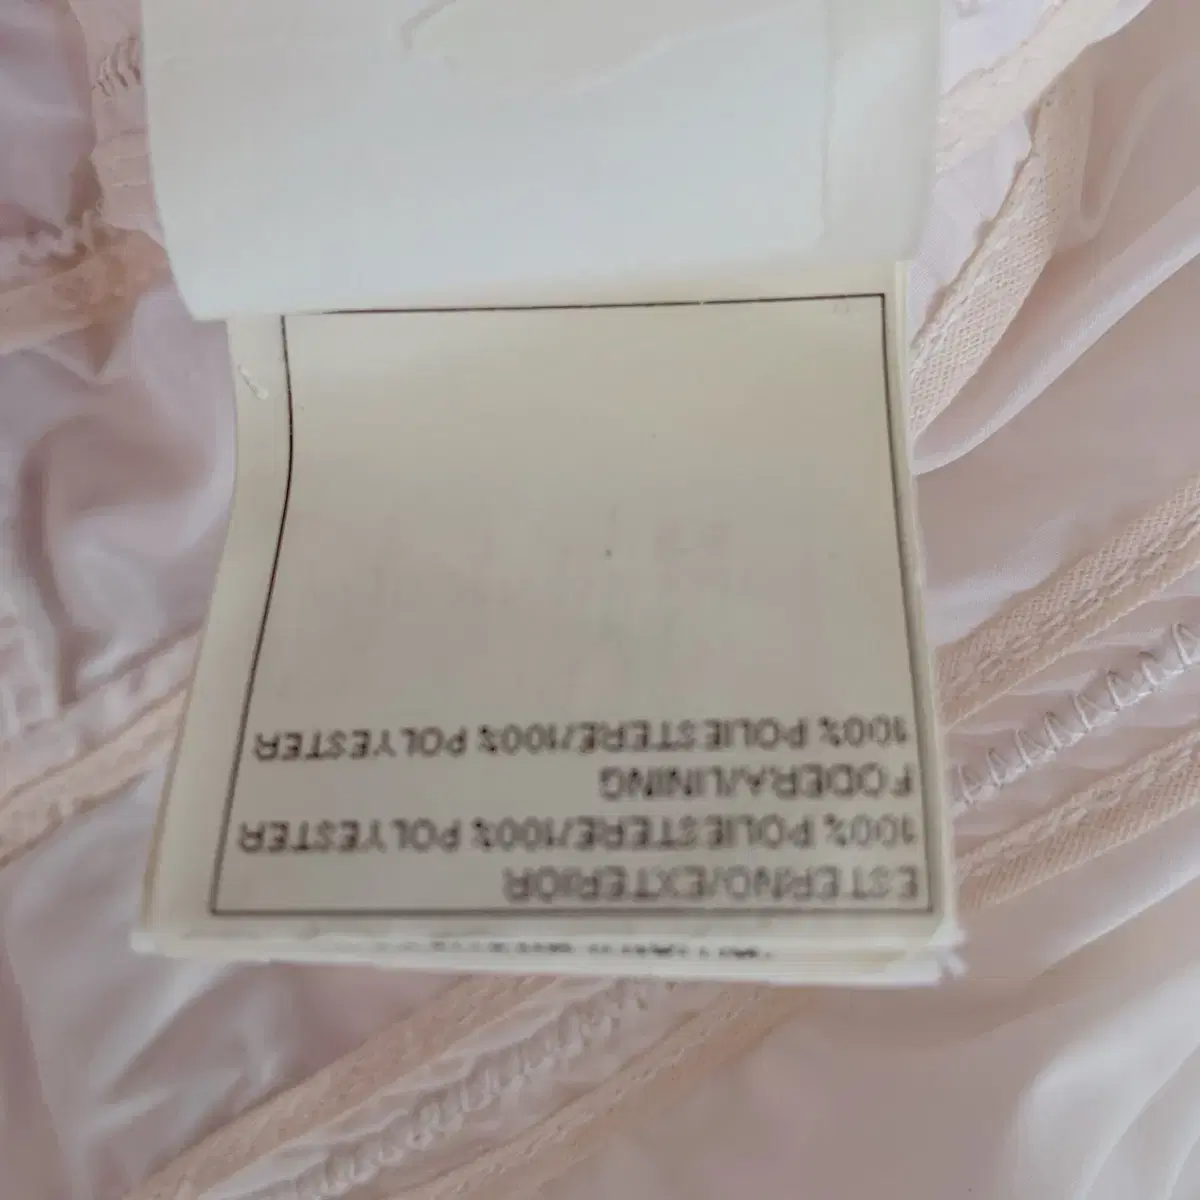 ESTERNO/EXTERIOR
100% POLIESTERE/100% POLYESTER
FODERA/LINING
100% POLIESTERE/100% POLYESTER